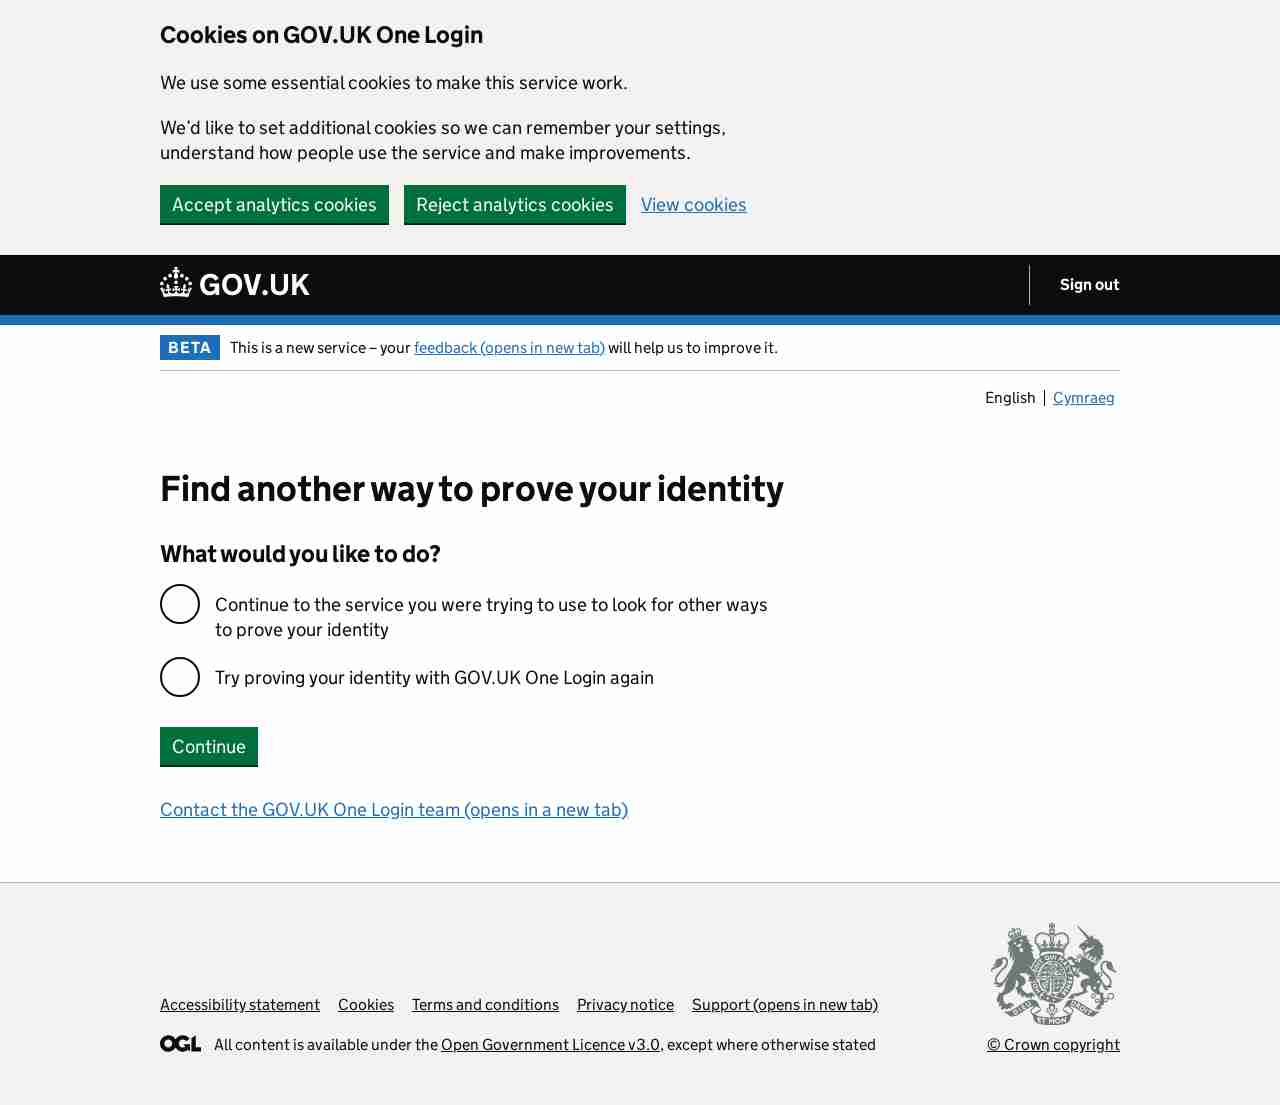 Cookies on GOV.UK One Login
We use some essential cookies to make this service work.
We’d like to set additional cookies so we can remember your settings,
understand how people use the service and make improvements.
Accept analytics cookies Reject analytics cookies View cookies
GOV.UK Sign out
BETA This is a new service – your feedback (opens in new tab) will help us to improve it.
English Cymraeg
Find another way to prove your identity
What would you like to do?
Continue to the service you were trying to use to look for other ways
to prove your identity
Try proving your identity with GOV.UK One Login again
Continue
Contact the GOV.UK One Login team (opens in a new tab)
Accessibility statement Cookies Terms and conditions Privacy notice Support (opens in new tab)
OGL All content is available under the Open Government Licence v3.0, except where otherwise stated
© Crown copyright